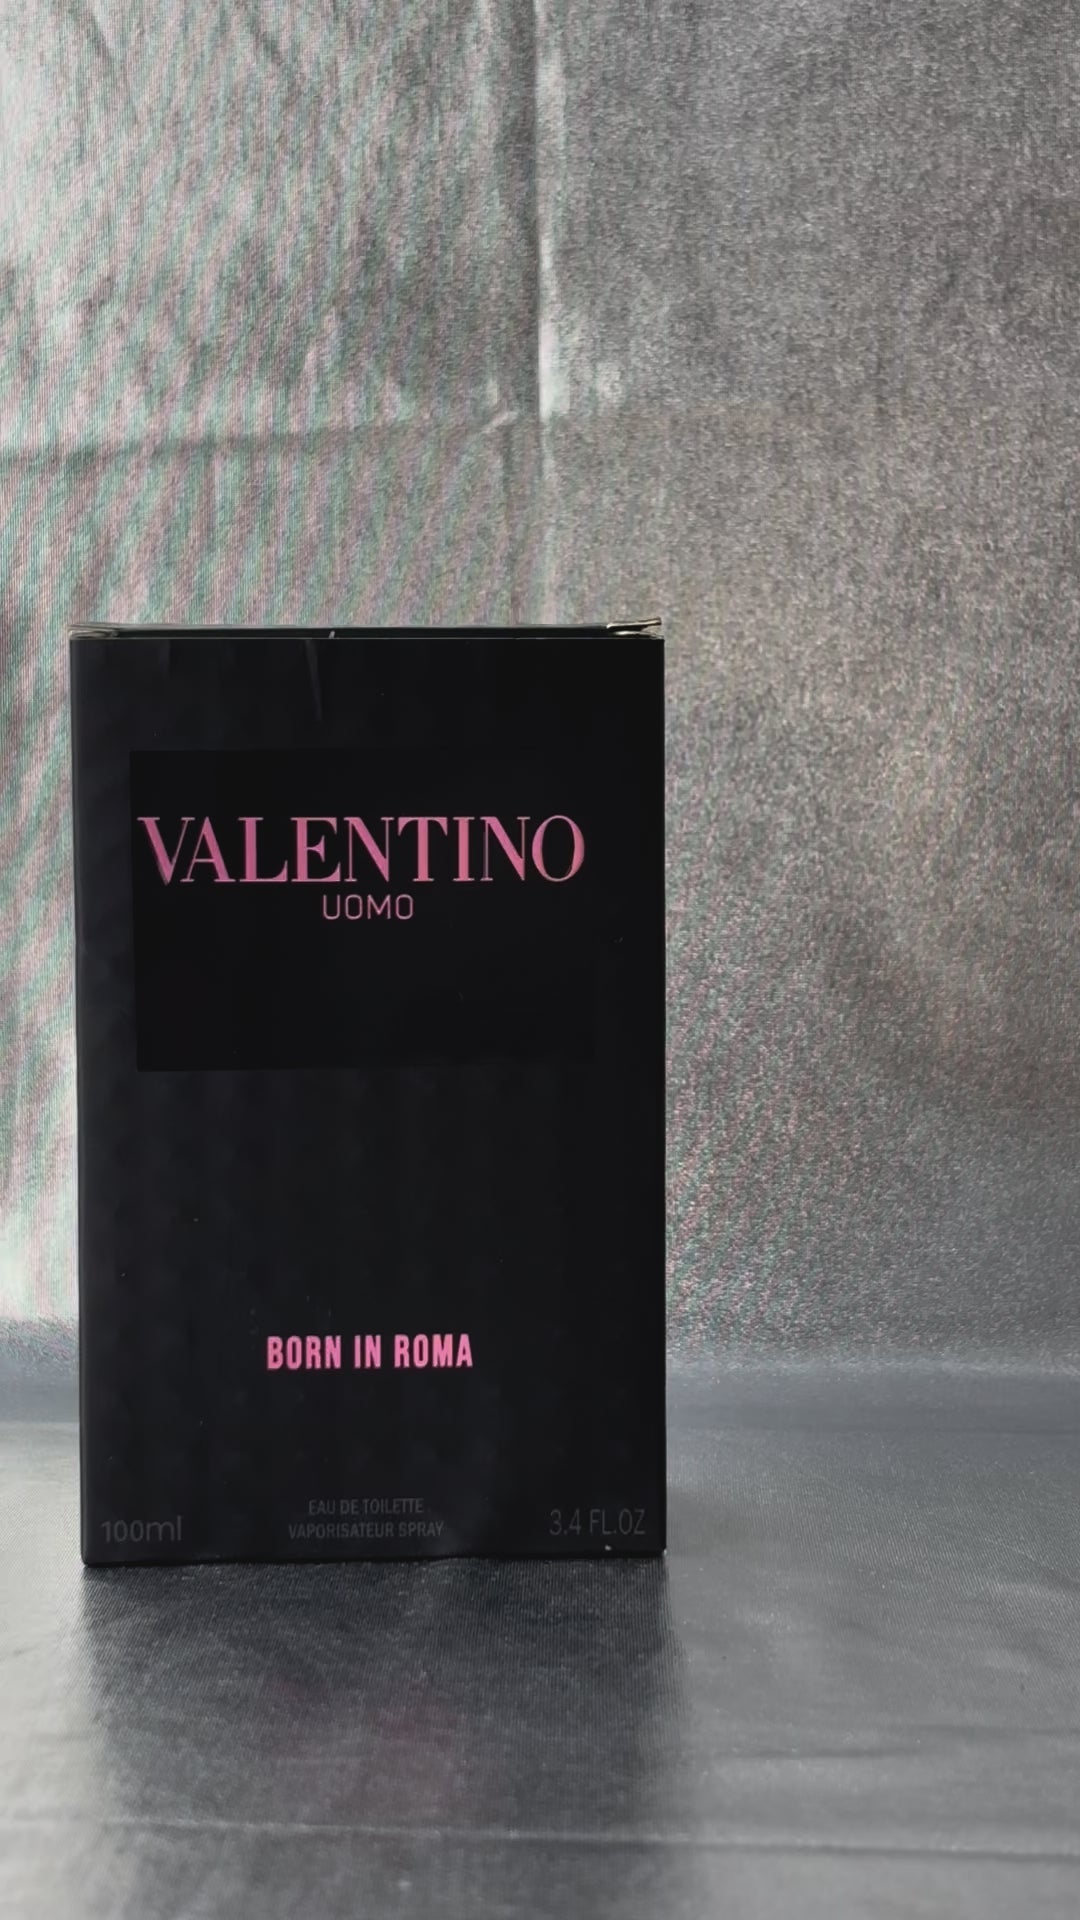 VALENTINO
UOMO
BORN IN ROMA
EAU DE TOILETTE
VAPORISATEUR SPRAY
100ml
3.4 FL.OZ